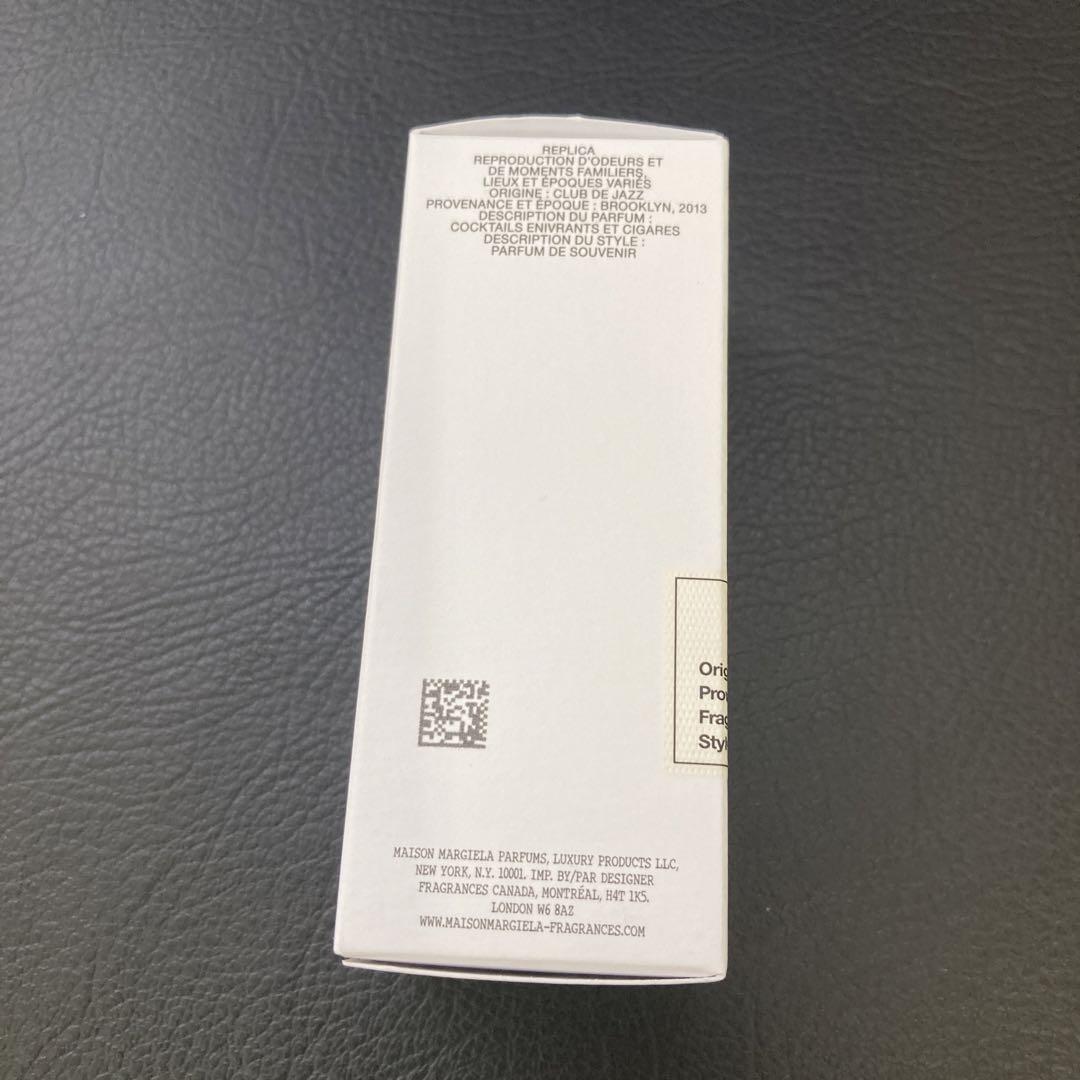 REPLICA
REPRODUCTION D'ODEURS ET
DE MOMENTS FAMILIERS,
LIEUX ET ÉPOQUES VARIÉS
ORIGINE : CLUB DE JAZZ
PROVENANCE ET ÉPOQUE : BROOKLYN, 2013
DESCRIPTION DU PARFUM :
COCKTAILS ENIVRANTS ET CIGARES
DESCRIPTION DU STYLE :
PARFUM DE SOUVENIR
Orig
Prov
Frag
Styl
MAISON MARGIELA PARFUMS, LUXURY PRODUCTS LLC,
NEW YORK, N.Y. 10001. IMP. BY/PAR DESIGNER
FRAGRANCES CANADA, MONTRÉAL, H4T 1K5.
LONDON W6 8AZ
WWW.MAISONMARGIELA-FRAGRANCES.COM